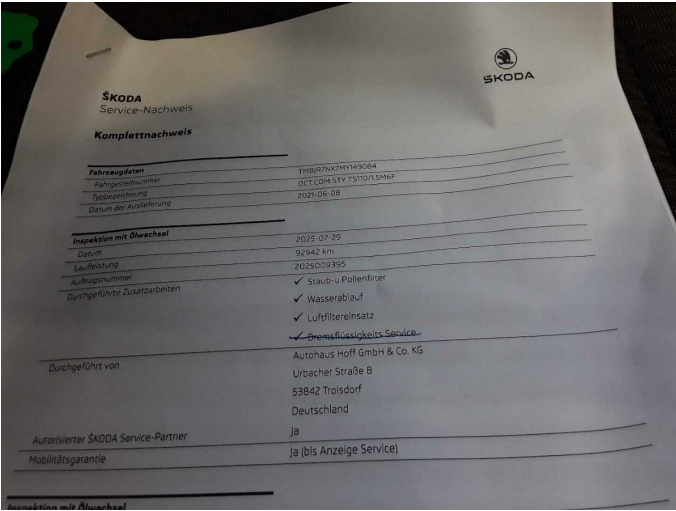 ŠKODA
ŠKODA
Service-Nachweis
Komplettnachweis
Fahrzeugdaten
Fahrgestellnummer TMBJR7NX7MY149084
Typbezeichnung OCT.COM STY TS110/1.5M6F
Datum der Auslieferung 2021-06-08
Inspektion mit Ölwechsel
Datum 2025-07-29
Laufleistung 92942 km
Auftragsnummer 2025009395
Durchgeführte Zusatzarbeiten ✓ Staub-u Pollenfilter
✓ Wasserablauf
✓ Luftfiltereinsatz
✓ Bremsflüssigkeits Service
Durchgeführt von Autohaus Hoff GmbH & Co. KG
Urbacher Straße 8
53842 Troisdorf
Deutschland
Autorisierter ŠKODA Service-Partner Ja
Mobilitätsgarantie Ja (bis Anzeige Service)
Inspektion mit Ölwechsel